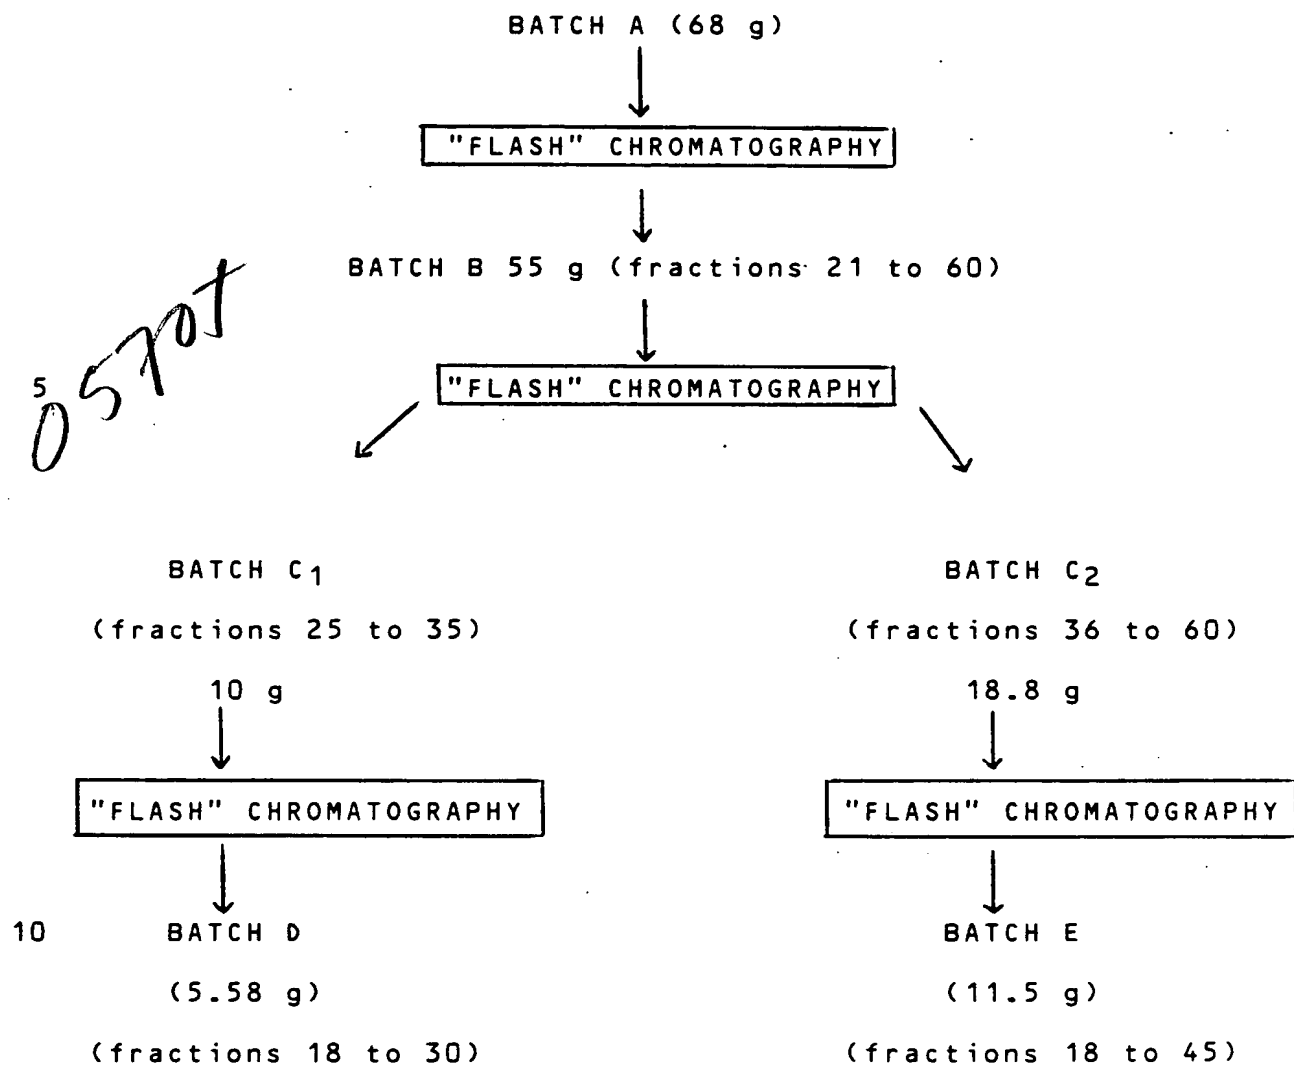 BATCH A (68 g)
"FLASH" CHROMATOGRAPHY
BATCH B 55 g (fractions 21 to 60)
5
"FLASH" CHROMATOGRAPHY
BATCH C1
(fractions 25 to 35)
10 g
"FLASH" CHROMATOGRAPHY
10
BATCH D
(5.58 g)
(fractions 18 to 30)
BATCH C2
(fractions 36 to 60)
18.8 g
"FLASH" CHROMATOGRAPHY
BATCH E
(11.5 g)
(fractions 18 to 45)